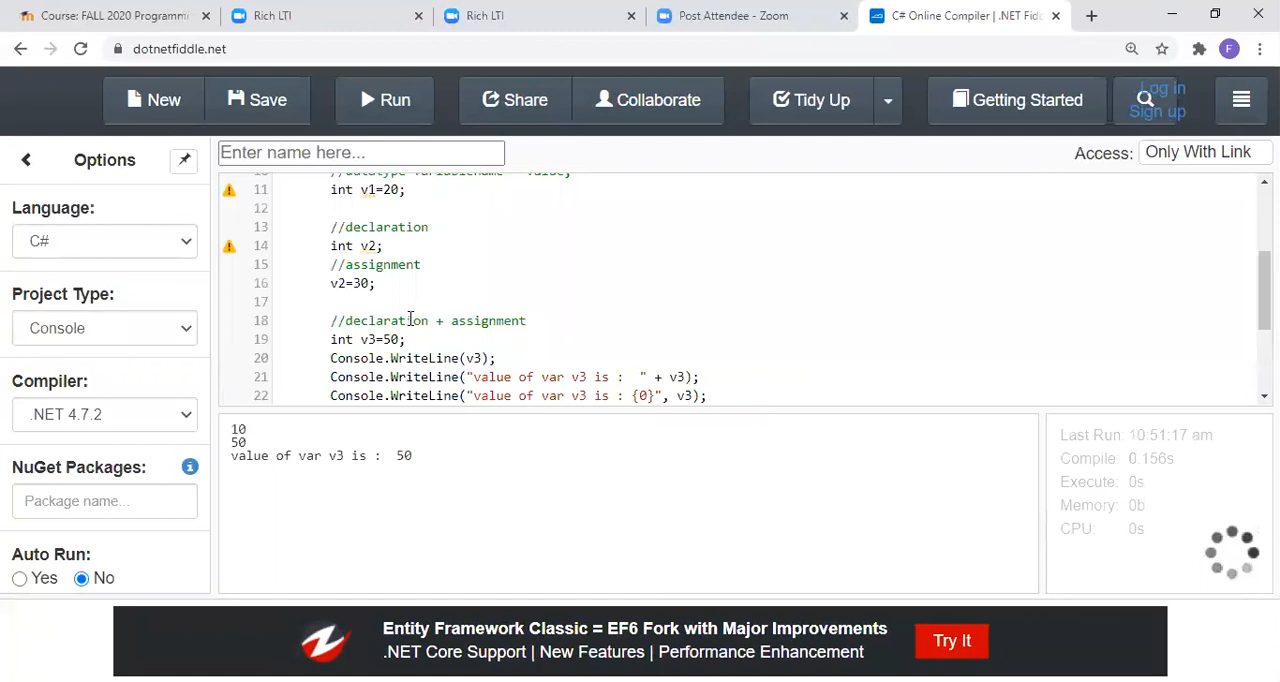 Course: FALL 2020 Programmi
Rich LTI
Rich LTI
Post Attendee - Zoom
C# Online Compiler | .NET Fidd
dotnetfiddle.net
F
New
Save
Run
Share
Collaborate
Tidy Up
Getting Started
Log in
Sign up
Options
Enter name here...
Access:
Only With Link
Language:
C#
Project Type:
Console
Compiler:
.NET 4.7.2
NuGet Packages:
Package name...
Auto Run:
Yes
No
10 //datatype variablename = value;
11 int v1=20;
12
13 //declaration
14 int v2;
15 //assignment
16 v2=30;
17
18 //declaration + assignment
19 int v3=50;
20 Console.WriteLine(v3);
21 Console.WriteLine("value of var v3 is :  " + v3);
22 Console.WriteLine("value of var v3 is : {0}", v3);
10
50
value of var v3 is :  50
Last Run: 10:51:17 am
Compile: 0.156s
Execute: 0s
Memory: 0b
CPU: 0s
Entity Framework Classic = EF6 Fork with Major Improvements
.NET Core Support | New Features | Performance Enhancement
Try It